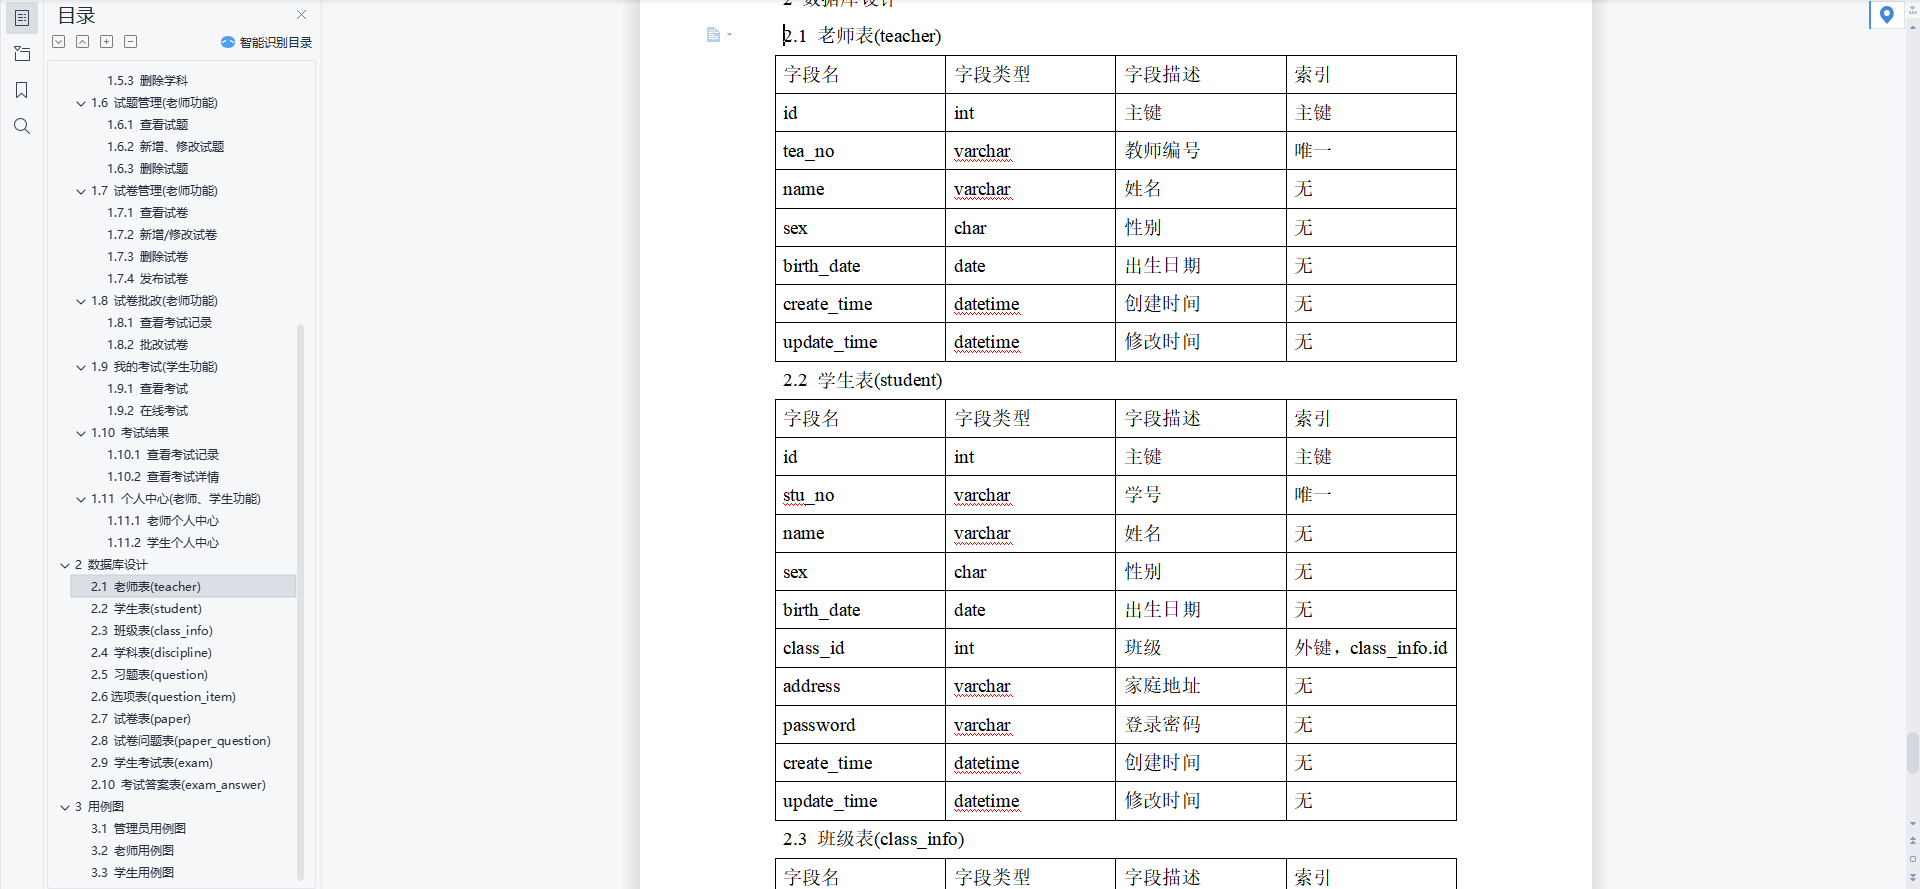 目录
智能识别目录
1.5.3 删除学科
1.6 试题管理(老师功能)
1.6.1 查看试题
1.6.2 新增、修改试题
1.6.3 删除试题
1.7 试卷管理(老师功能)
1.7.1 查看试卷
1.7.2 新增/修改试卷
1.7.3 删除试卷
1.7.4 发布试卷
1.8 试卷批改(老师功能)
1.8.1 查看考试记录
1.8.2 批改试卷
1.9 我的考试(学生功能)
1.9.1 查看考试
1.9.2 在线考试
1.10 考试结果
1.10.1 查看考试记录
1.10.2 查看考试详情
1.11 个人中心(老师、学生功能)
1.11.1 老师个人中心
1.11.2 学生个人中心
2 数据库设计
2.1 老师表(teacher)
2.2 学生表(student)
2.3 班级表(class_info)
2.4 学科表(discipline)
2.5 习题表(question)
2.6选项表(question_item)
2.7 试卷表(paper)
2.8 试卷问题表(paper_question)
2.9 学生考试表(exam)
2.10 考试答案表(exam_answer)
3 用例图
3.1 管理员用例图
3.2 老师用例图
3.3 学生用例图
2 数据库设计
2.1 老师表(teacher)
字段名 字段类型 字段描述 索引
id int 主键 主键
tea_no varchar 教师编号 唯一
name varchar 姓名 无
sex char 性别 无
birth_date date 出生日期 无
create_time datetime 创建时间 无
update_time datetime 修改时间 无
2.2 学生表(student)
字段名 字段类型 字段描述 索引
id int 主键 主键
stu_no varchar 学号 唯一
name varchar 姓名 无
sex char 性别 无
birth_date date 出生日期 无
class_id int 班级 外键，class_info.id
address varchar 家庭地址 无
password varchar 登录密码 无
create_time datetime 创建时间 无
update_time datetime 修改时间 无
2.3 班级表(class_info)
字段名 字段类型 字段描述 索引